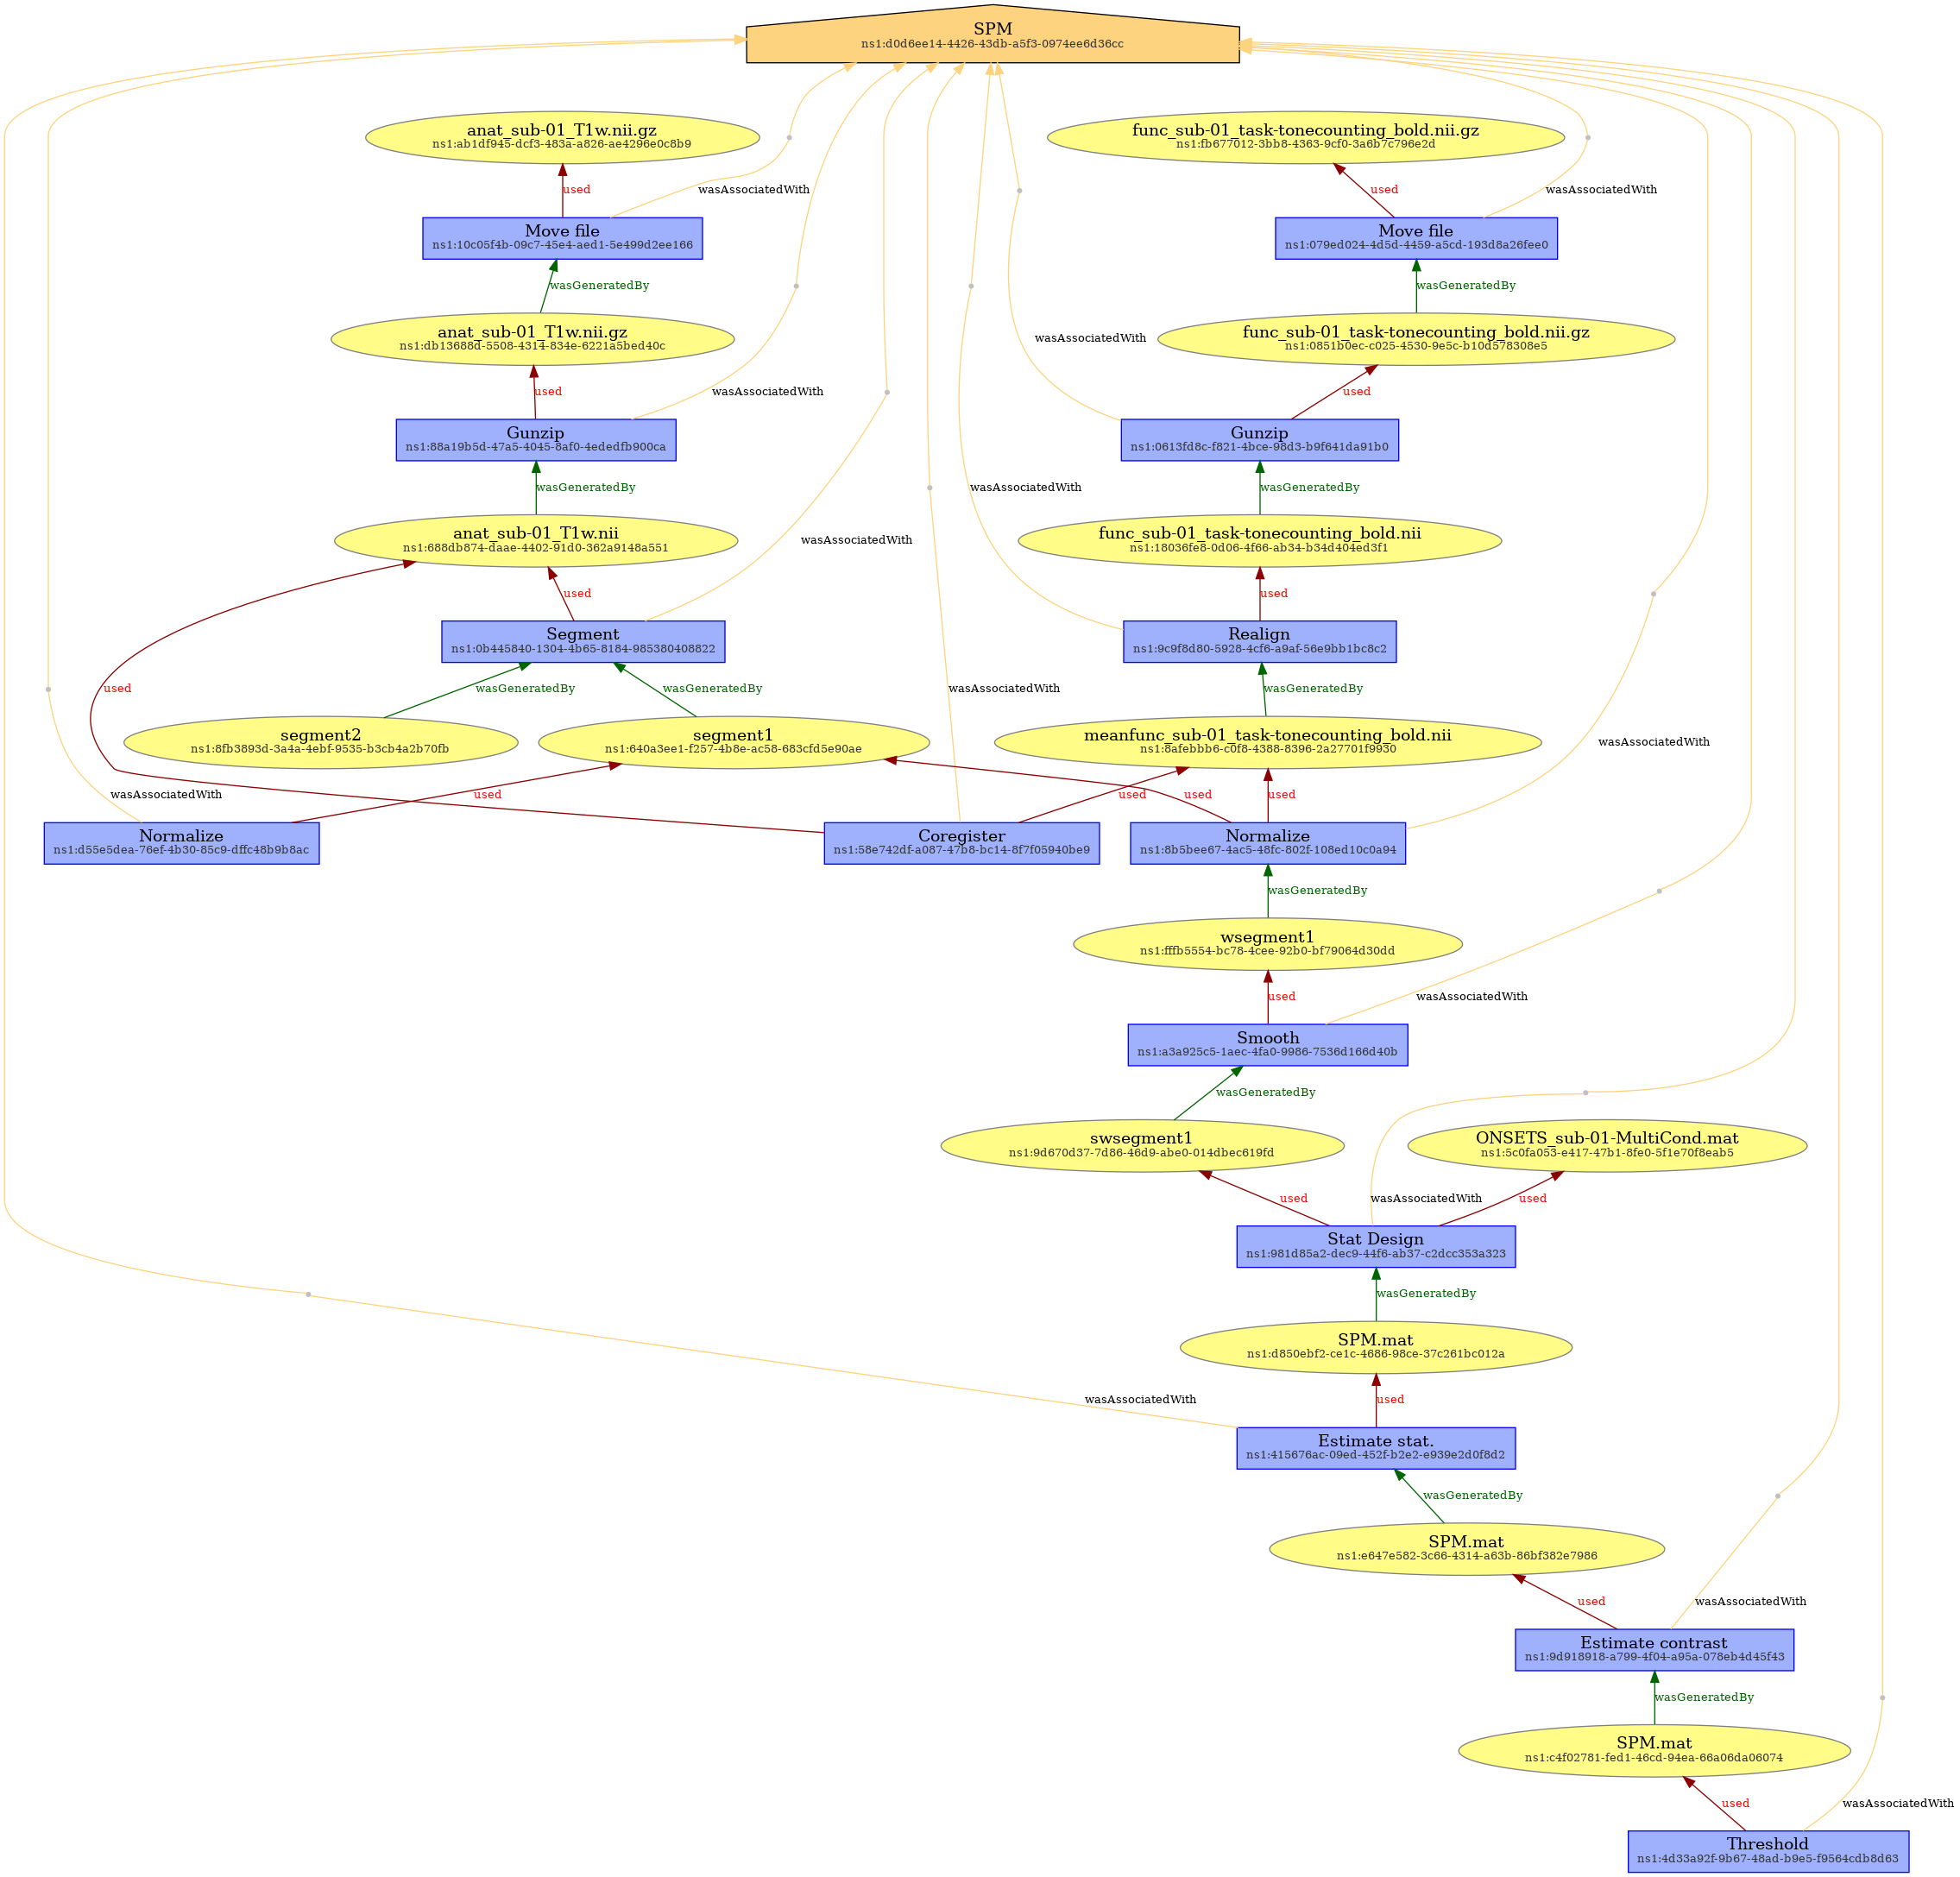 SPM
ns1:d0d6ee14-4426-43db-a5f3-0974ee6d36cc
anat_sub-01_T1w.nii.gz
ns1:ab1df945-dcf3-483a-a826-ae4296e0c8b9
func_sub-01_task-tonecounting_bold.nii.gz
ns1:fb677012-3bb8-4363-9cf0-3a6b7c796e2d
used
wasAssociatedWith
used
wasAssociatedWith
Move file
ns1:10c05f4b-09c7-45e4-aed1-5e499d2ee166
Move file
ns1:079ed024-4d5d-4459-a5cd-193d8a26fee0
wasGeneratedBy
wasGeneratedBy
anat_sub-01_T1w.nii.gz
ns1:db13688d-5508-4314-834e-6221a5bed40c
wasAssociatedWith
func_sub-01_task-tonecounting_bold.nii.gz
ns1:0851b0ec-c025-4530-9e5c-b10d578308e5
used
wasAssociatedWith
used
Gunzip
ns1:88a19b5d-47a5-4045-8af0-4ededfb900ca
Gunzip
ns1:0613fd8c-f821-4bce-98d3-b9f641da91b0
wasGeneratedBy
wasAssociatedWith
wasGeneratedBy
anat_sub-01_T1w.nii
ns1:688db874-daae-4402-91d0-362a9148a551
wasAssociatedWith
func_sub-01_task-tonecounting_bold.nii
ns1:18036fe8-0d06-4f66-ab34-b34d404ed3f1
used
used
Segment
ns1:0b445840-1304-4b65-8184-985380408822
Realign
ns1:9c9f8d80-5928-4cf6-a9af-56e9bb1bc8c2
used
wasGeneratedBy
wasGeneratedBy
wasAssociatedWith
wasGeneratedBy
segment2
ns1:8fb3893d-3a4a-4ebf-9535-b3cb4a2b70fb
segment1
ns1:640a3ee1-f257-4b8e-ac58-683cfd5e90ae
meanfunc_sub-01_task-tonecounting_bold.nii
ns1:8afebbb6-c0f8-4388-8396-2a27701f9930
wasAssociatedWith
wasAssociatedWith
used
used
used
used
Normalize
ns1:d55e5dea-76ef-4b30-85c9-dffc48b9b8ac
Coregister
ns1:58e742df-a087-47b8-bc14-8f7f05940be9
Normalize
ns1:8b5bee67-4ac5-48fc-802f-108ed10c0a94
wasGeneratedBy
wsegment1
ns1:fffb5554-bc78-4cee-92b0-bf79064d30dd
used
wasAssociatedWith
Smooth
ns1:a3a925c5-1aec-4fa0-9986-7536d166d40b
wasGeneratedBy
swsegment1
ns1:9d670d37-7d86-46d9-abe0-014dbec619fd
ONSETS_sub-01-MultiCond.mat
ns1:5c0fa053-e417-47b1-8fe0-5f1e70f8eab5
used
wasAssociatedWith
used
Stat Design
ns1:981d85a2-dec9-44f6-ab37-c2dcc353a323
wasGeneratedBy
SPM.mat
ns1:d850ebf2-ce1c-4686-98ce-37c261bc012a
wasAssociatedWith
used
Estimate stat.
ns1:415676ac-09ed-452f-b2e2-e939e2d0f8d2
wasGeneratedBy
SPM.mat
ns1:e647e582-3c66-4314-a63b-86bf382e7986
used
wasAssociatedWith
Estimate contrast
ns1:9d918918-a799-4f04-a95a-078eb4d45f43
wasGeneratedBy
SPM.mat
ns1:c4f02781-fed1-46cd-94ea-66a06da06074
used
wasAssociatedWith
Threshold
ns1:4d33a92f-9b67-48ad-b9e5-f9564cdb8d63